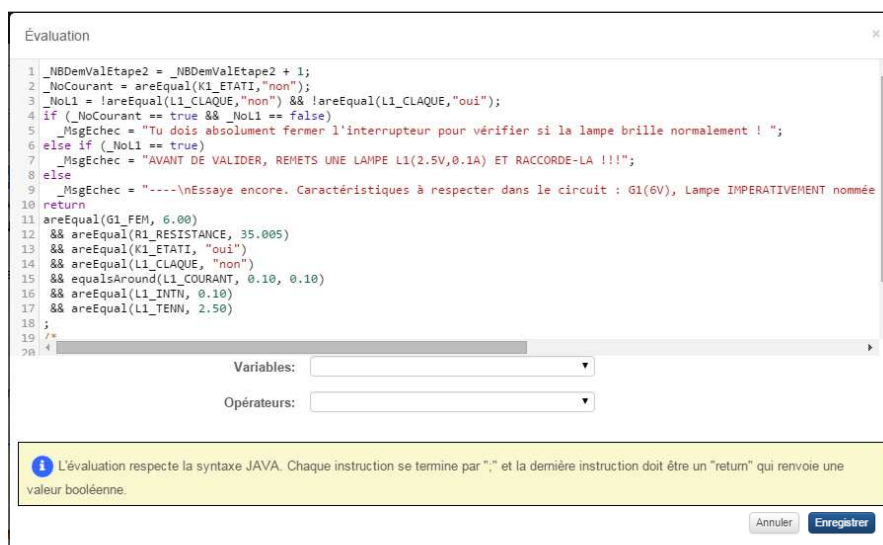 Évaluation ×
1 _NBDemValEtape2 = _NBDemValEtape2 + 1;
2 _NoCourant = areEqual(K1_ETATI,"non");
3 _NoL1 = !areEqual(L1_CLAQUE,"non") && !areEqual(L1_CLAQUE,"oui");
4 if (_NoCourant == true && _NoL1 == false)
5 _MsgEchec = "Tu dois absolument fermer l'interrupteur pour vérifier si la lampe brille normalement ! ";
6 else if (_NoL1 == true)
7 _MsgEchec = "AVANT DE VALIDER, REMETS UNE LAMPE L1(2.5V,0.1A) ET RACCORDE-LA !!!";
8 else
9 _MsgEchec = "----\nEssaye encore. Caractéristiques à respecter dans le circuit : G1(6V), Lampe IMPERATIVEMENT nommée
10 return
11 areEqual(G1_FEM, 6.00)
12 && areEqual(R1_RESISTANCE, 35.005)
13 && areEqual(K1_ETATI, "oui")
14 && areEqual(L1_CLAQUE, "non")
15 && equalsAround(L1_COURANT, 0.10, 0.10)
16 && areEqual(L1_INTN, 0.10)
17 && areEqual(L1_TENN, 2.50)
18 ;
19 /*
20
Variables:
Opérateurs:
L'évaluation respecte la syntaxe JAVA. Chaque instruction se termine par ";" et la dernière instruction doit être un "return" qui renvoie une
valeur booléenne.
Annuler Enregistrer